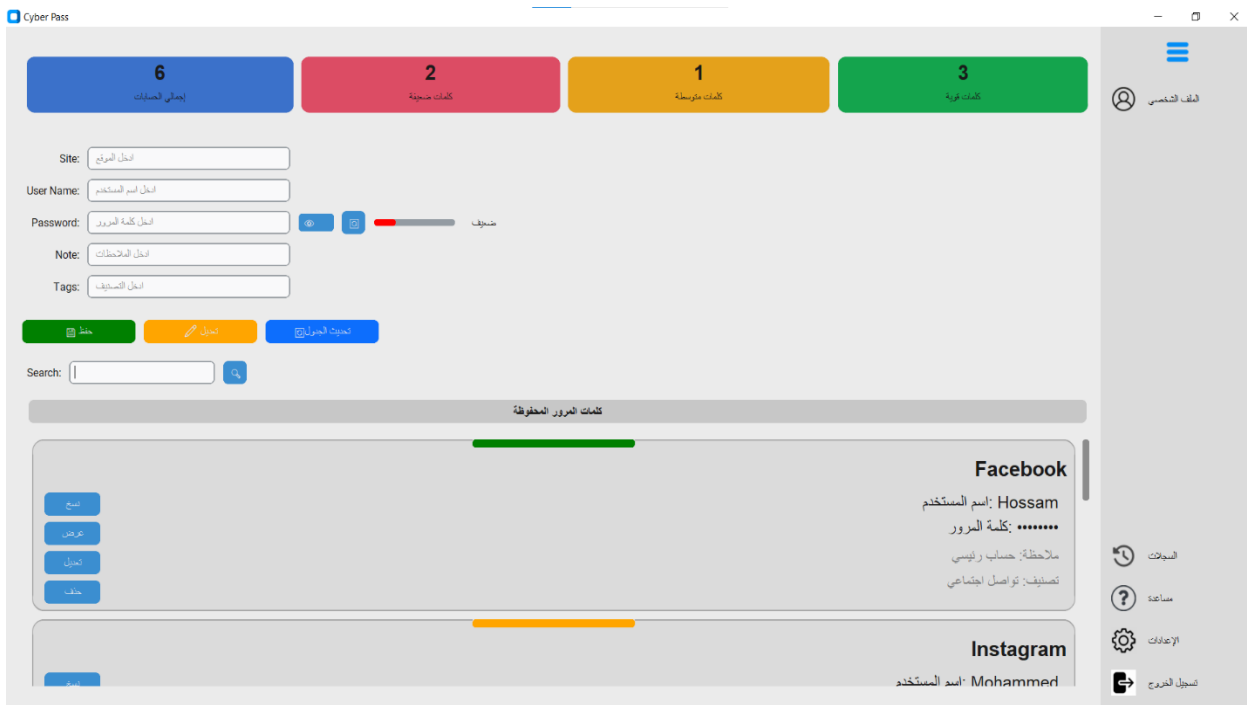 Cyber Pass
6
إجمالي الحسابات
2
كلمات ضعيفة
1
كلمات متوسطة
3
كلمات قوية
الملف الشخصي
Site: ادخل الموقع
User Name: ادخل اسم المستخدم
Password: ادخل كلمة المرور
ضعيف
Note: ادخل الملاحظات
Tags: ادخل التصنيف
حفظ
تعديل
تحديث الجدول
Search:
كلمات المرور المحفوظة
Facebook
Hossam :اسم المستخدم
•••••••• :كلمة المرور
ملاحظة: حساب رئيسي
تصنيف: تواصل اجتماعي
نسخ
عرض
تعديل
حذف
Instagram
Mohammed :اسم المستخدم
نسخ
السجلات
مساعدة
الإعدادات
تسجيل الخروج